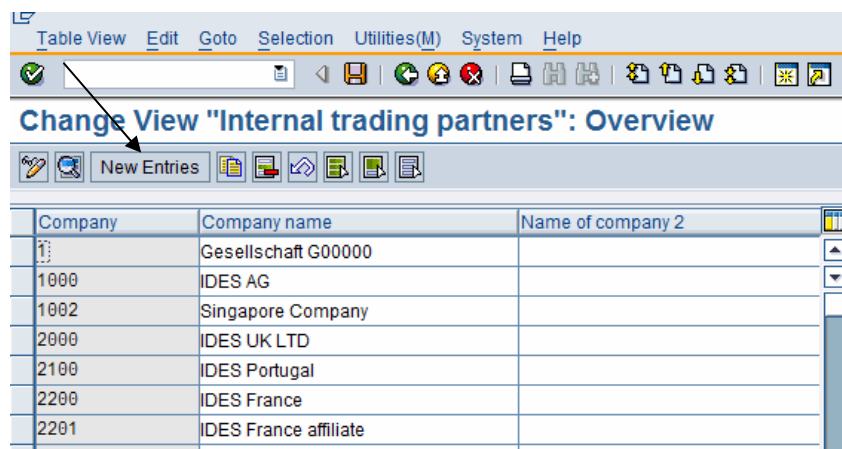 Table View Edit Goto Selection Utilities(M) System Help
Change View "Internal trading partners": Overview
New Entries
Company Company name Name of company 2
1 Gesellschaft G00000
1000 IDES AG
1002 Singapore Company
2000 IDES UK LTD
2100 IDES Portugal
2200 IDES France
2201 IDES France affiliate